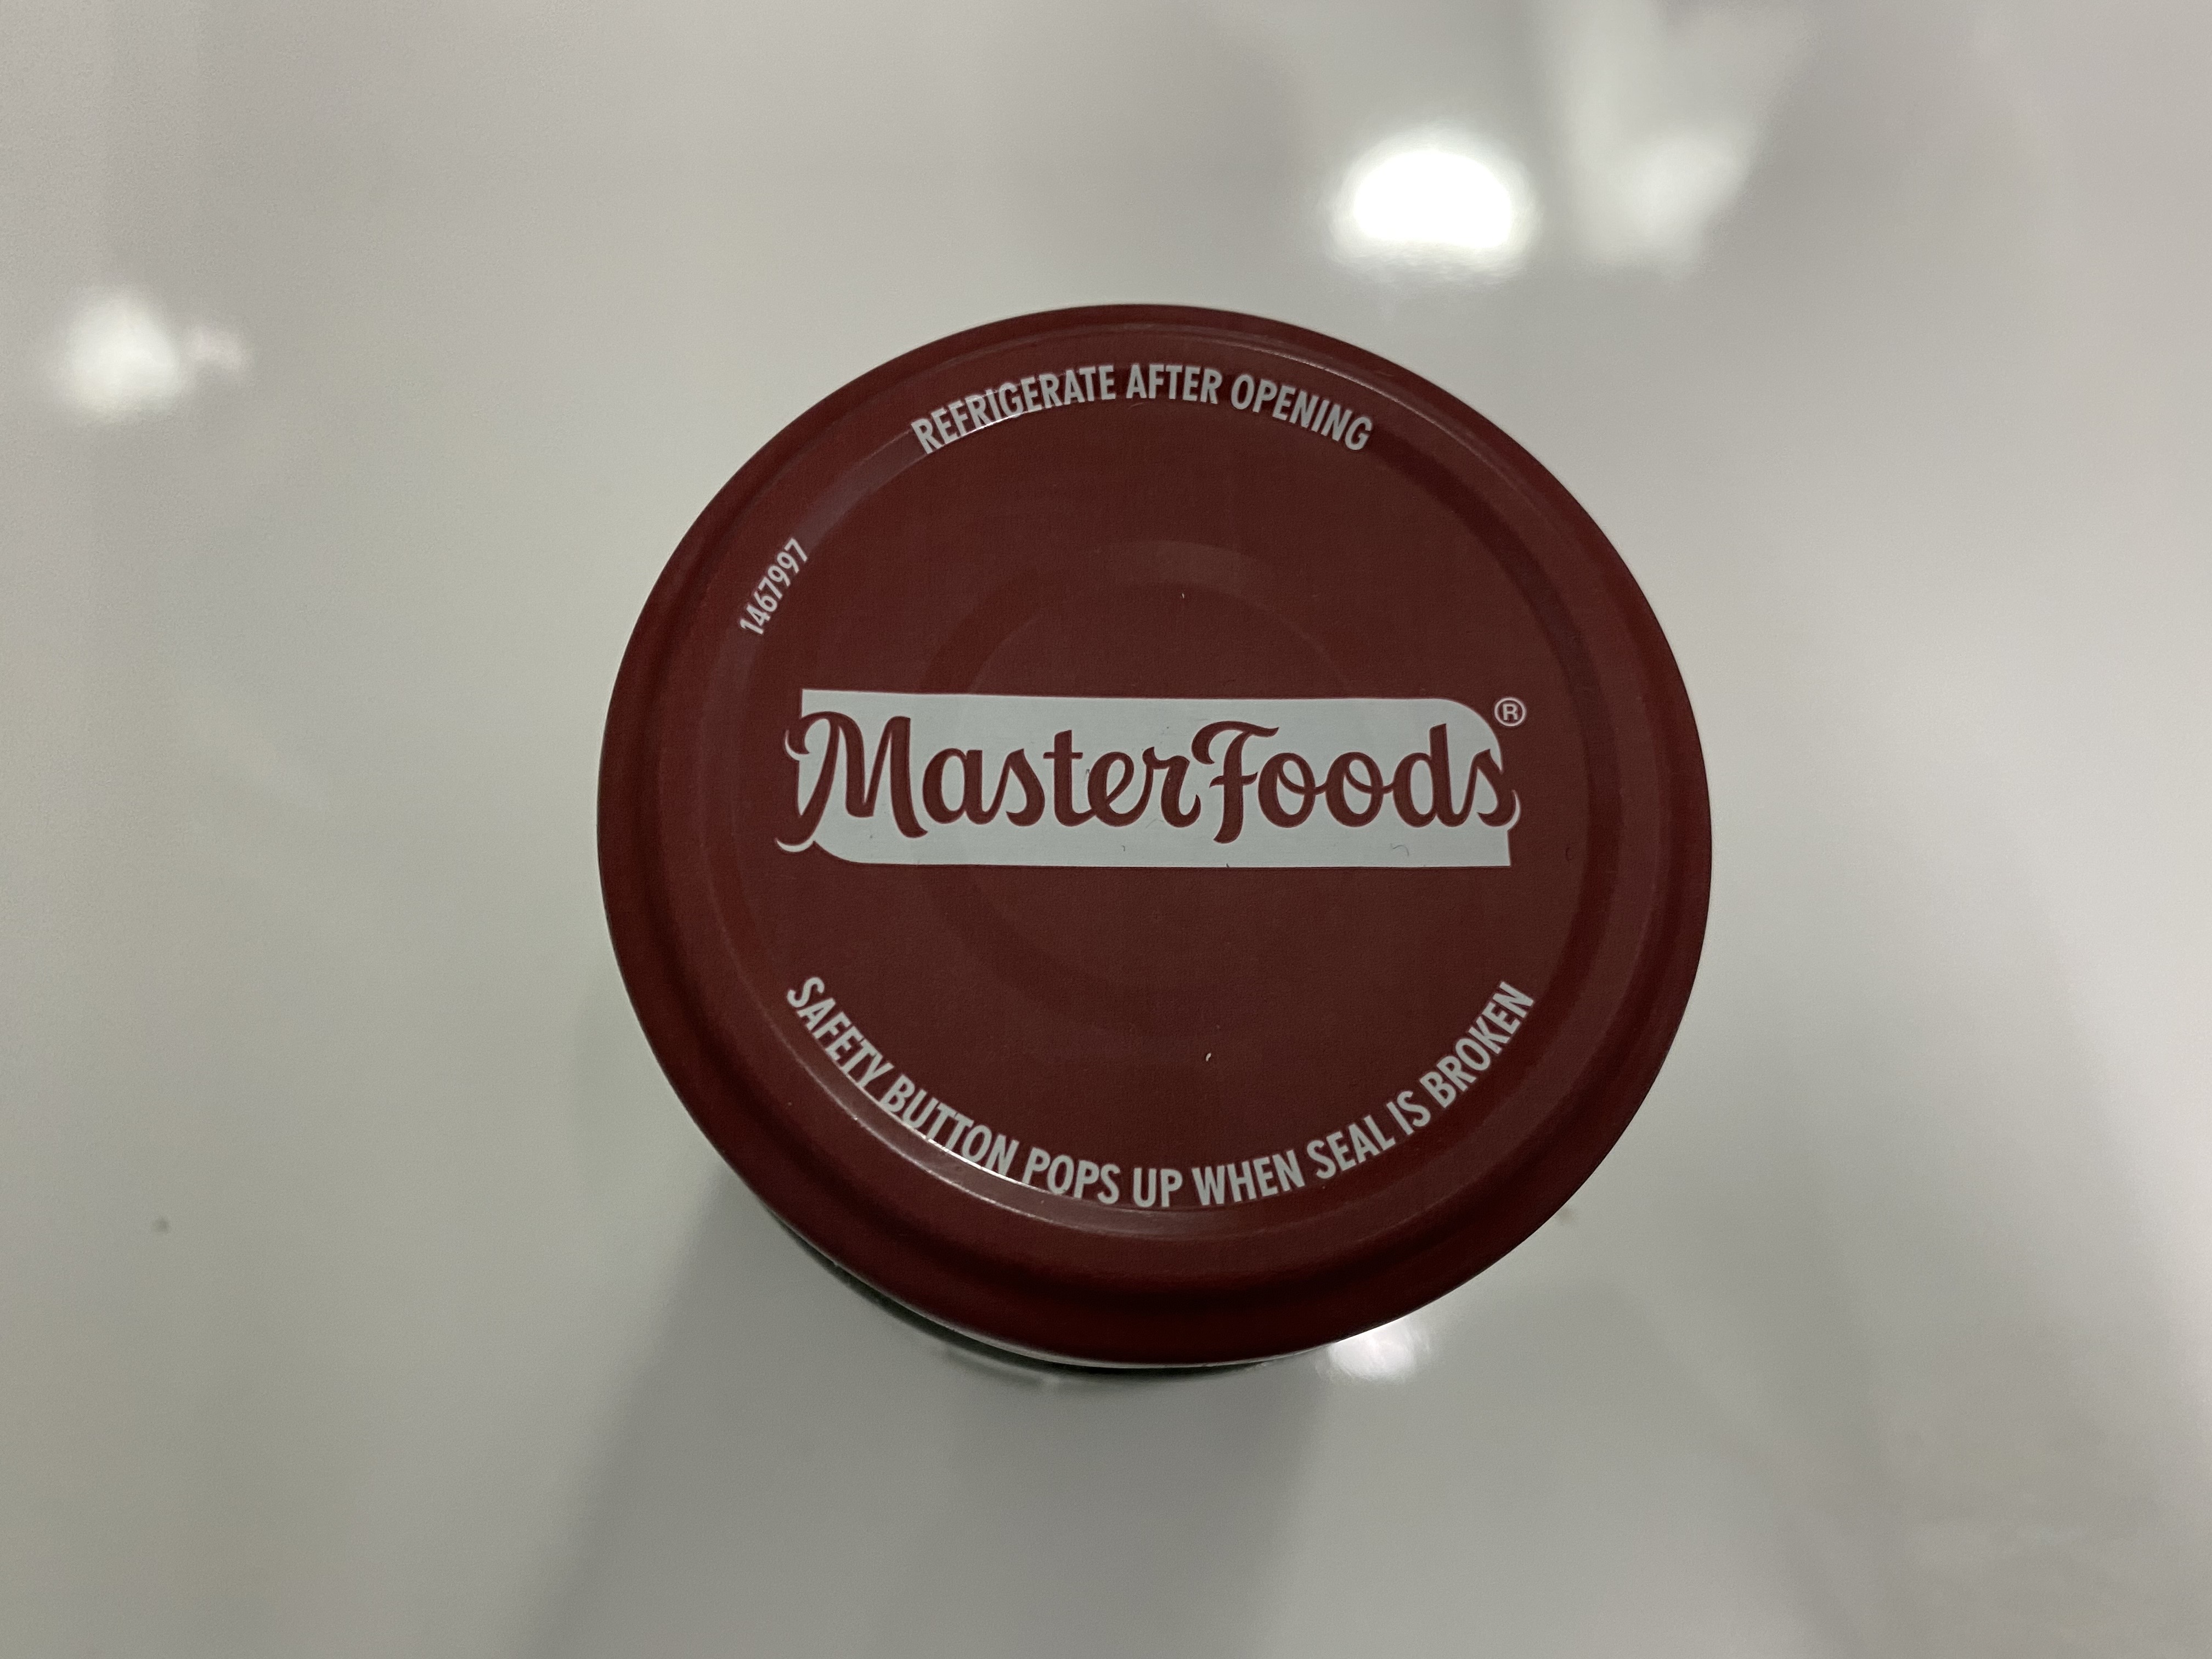 REFRIGERATE AFTER OPENING
1467997
MasterFoods®
SAFETY BUTTON POPS UP WHEN SEAL IS BROKEN